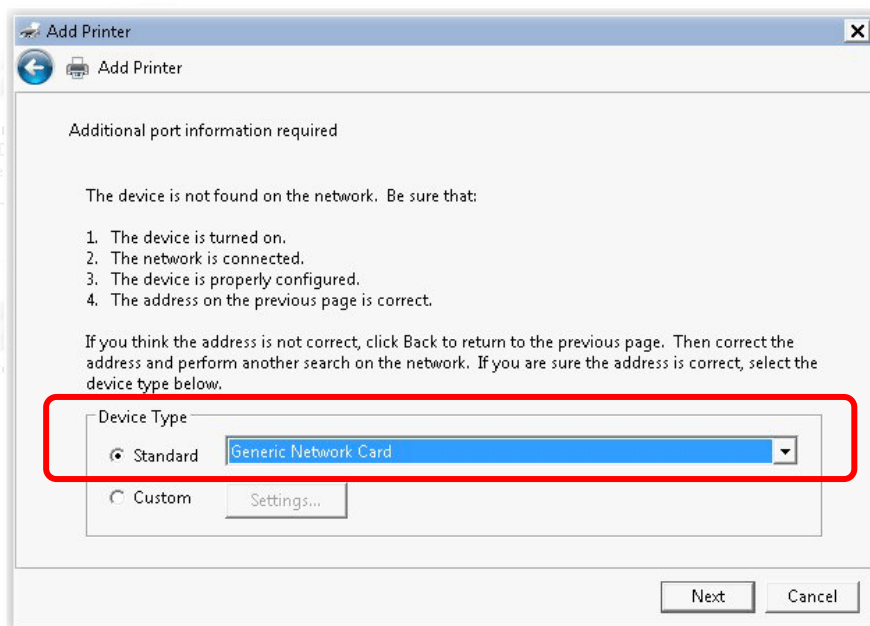 Add Printer
Add Printer
Additional port information required
The device is not found on the network. Be sure that:
1. The device is turned on.
2. The network is connected.
3. The device is properly configured.
4. The address on the previous page is correct.
If you think the address is not correct, click Back to return to the previous page. Then correct the
address and perform another search on the network. If you are sure the address is correct, select the
device type below.
Device Type
Standard Generic Network Card
Custom Settings...
Next Cancel